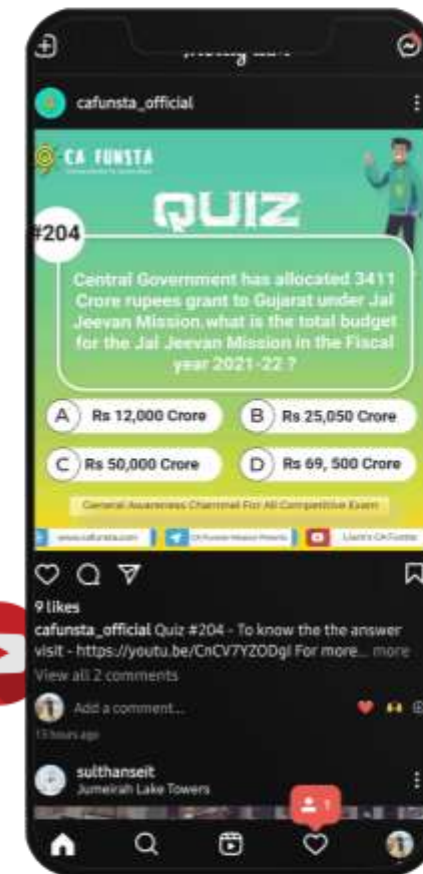 cafunsta_official
CA FUNSTA
QUIZ
#204
Central Government has allocated 3411
Crore rupees grant to Gujarat under Jal
Jeevan Mission, what is the total budget
for the Jal Jeevan Mission in the Fiscal
year 2021-22 ?
A Rs 12,000 Crore
B Rs 25,050 Crore
C Rs 50,000 Crore
D Rs 69, 500 Crore
General Awareness Channel For All Competitive Exam
www.cafunsta.com
9 likes
cafunsta_official Quiz #204 - To know the the answer
visit - https://youtu.be/CnCV7YZODgI For more... more
View all 2 comments
Add a comment...
13 hours ago
sulthanseit
Jumeirah Lake Towers
1